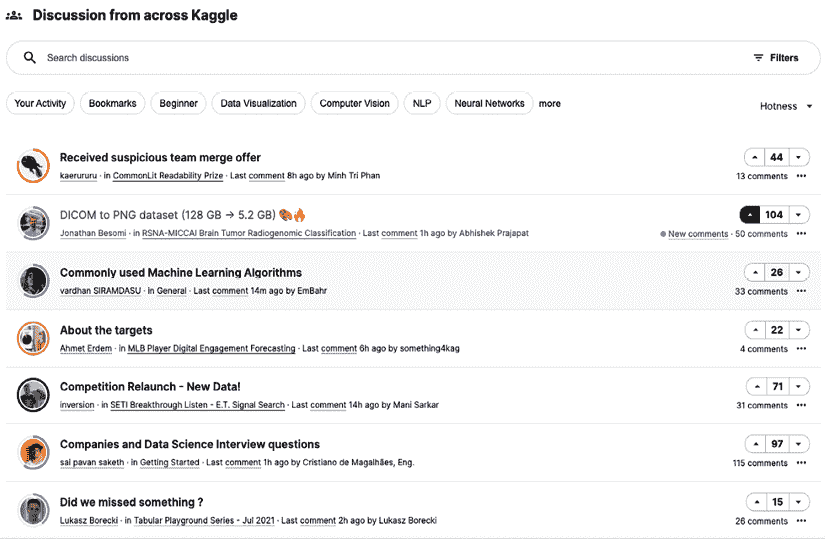 Discussion from across Kaggle
Search discussions
Filters
Your Activity Bookmarks Beginner Data Visualization Computer Vision NLP Neural Networks more
Hotness
Received suspicious team merge offer
44
kaerururu · in CommonLit Readability Prize · Last comment 8h ago by Minh Tri Phan
13 comments •••
DICOM to PNG dataset (128 GB → 5.2 GB) 🎨🔥
104
Jonathan Besomi · in RSNA-MICCAI Brain Tumor Radiogenomic Classification · Last comment 1h ago by Abhishek Prajapat
New comments · 50 comments •••
Commonly used Machine Learning Algorithms
26
vardhan SIRAMDASU · in General · Last comment 14m ago by EmBahr
33 comments •••
About the targets
22
Ahmet Erdem · in MLB Player Digital Engagement Forecasting · Last comment 6h ago by something4kag
4 comments •••
Competition Relaunch - New Data!
71
inversion · in SETI Breakthrough Listen - E.T. Signal Search · Last comment 14h ago by Mani Sarkar
31 comments •••
Companies and Data Science Interview questions
97
sai pavan saketh · in Getting Started · Last comment 1h ago by Cristiano de Magalhães, Eng.
115 comments •••
Did we missed something ?
15
Lukasz Borecki · in Tabular Playground Series - Jul 2021 · Last comment 2h ago by Lukasz Borecki
26 comments •••